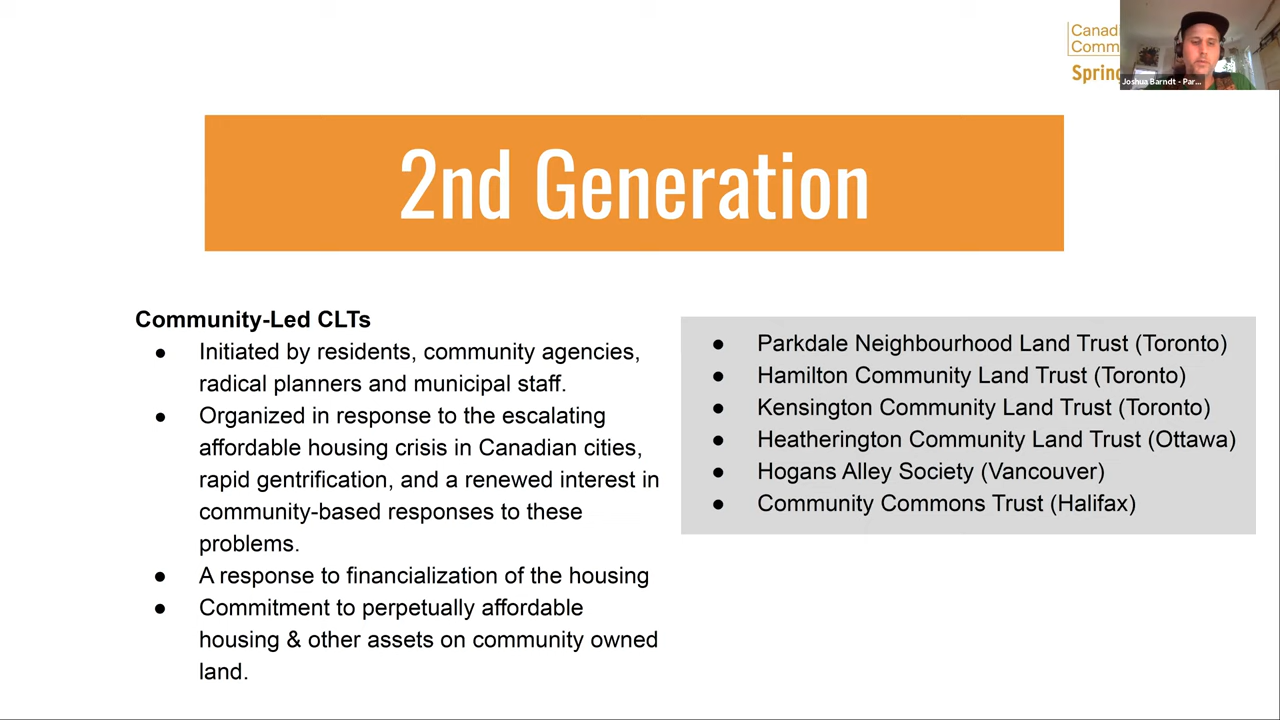 Canadi
Comm
Spring
Joshua Barndt - Par...
2nd Generation
Community-Led CLTs
● Initiated by residents, community agencies,
radical planners and municipal staff.
● Organized in response to the escalating
affordable housing crisis in Canadian cities,
rapid gentrification, and a renewed interest in
community-based responses to these
problems.
● A response to financialization of the housing
● Commitment to perpetually affordable
housing & other assets on community owned
land.
● Parkdale Neighbourhood Land Trust (Toronto)
● Hamilton Community Land Trust (Toronto)
● Kensington Community Land Trust (Toronto)
● Heatherington Community Land Trust (Ottawa)
● Hogans Alley Society (Vancouver)
● Community Commons Trust (Halifax)